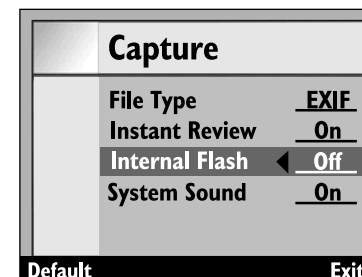 Capture
File Type EXIF
Instant Review On
Internal Flash Off
System Sound On
Default Exit